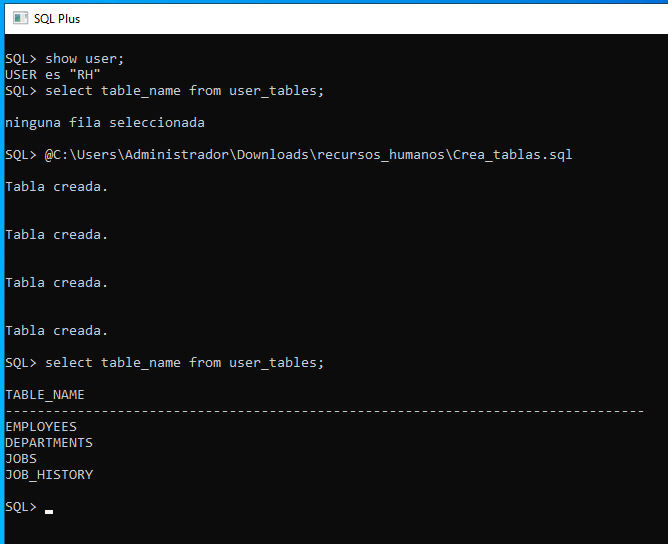 SQL Plus
SQL> show user;
USER es "RH"
SQL> select table_name from user_tables;
ninguna fila seleccionada
SQL> @C:\Users\Administrador\Downloads\recursos_humanos\Crea_tablas.sql
Tabla creada.
Tabla creada.
Tabla creada.
Tabla creada.
SQL> select table_name from user_tables;
TABLE_NAME
--------------------------------------------------------------------------------
EMPLOYEES
DEPARTMENTS
JOBS
JOB_HISTORY
SQL>